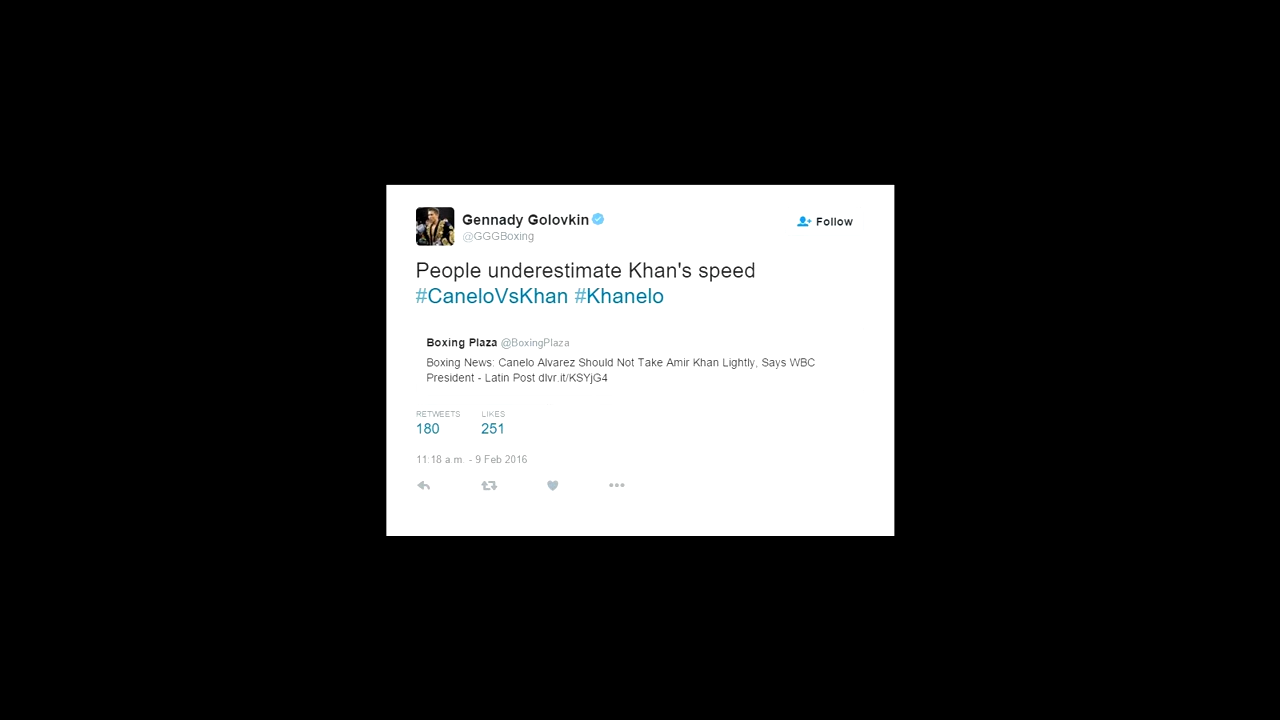 Gennady Golovkin
@GGGBoxing
Follow
People underestimate Khan's speed
#CaneloVsKhan #Khanelo
Boxing Plaza @BoxingPlaza
Boxing News: Canelo Alvarez Should Not Take Amir Khan Lightly, Says WBC
President - Latin Post dlvr.it/KSYjG4
RETWEETS LIKES
180 251
11:18 a.m. - 9 Feb 2016